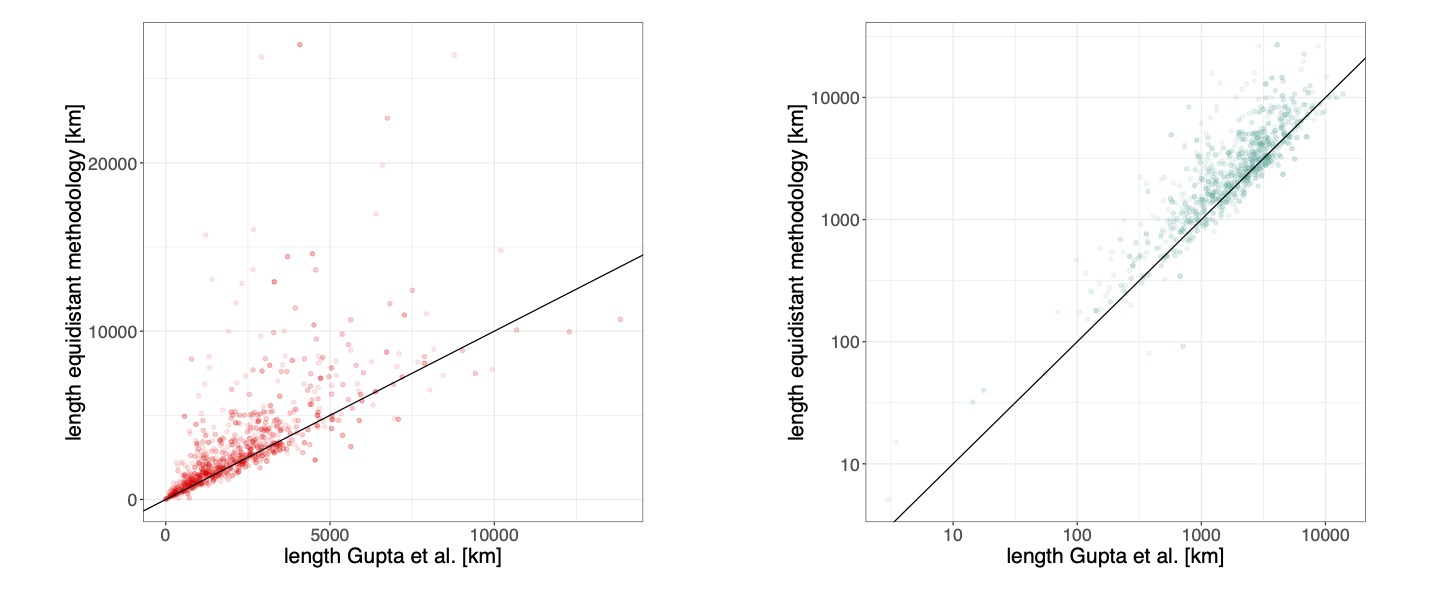 length equidistant methodology [km]
20000
10000
0
0 5000 10000
length Gupta et al. [km]
length equidistant methodology [km]
10000
1000
100
10
10 100 1000 10000
length Gupta et al. [km]